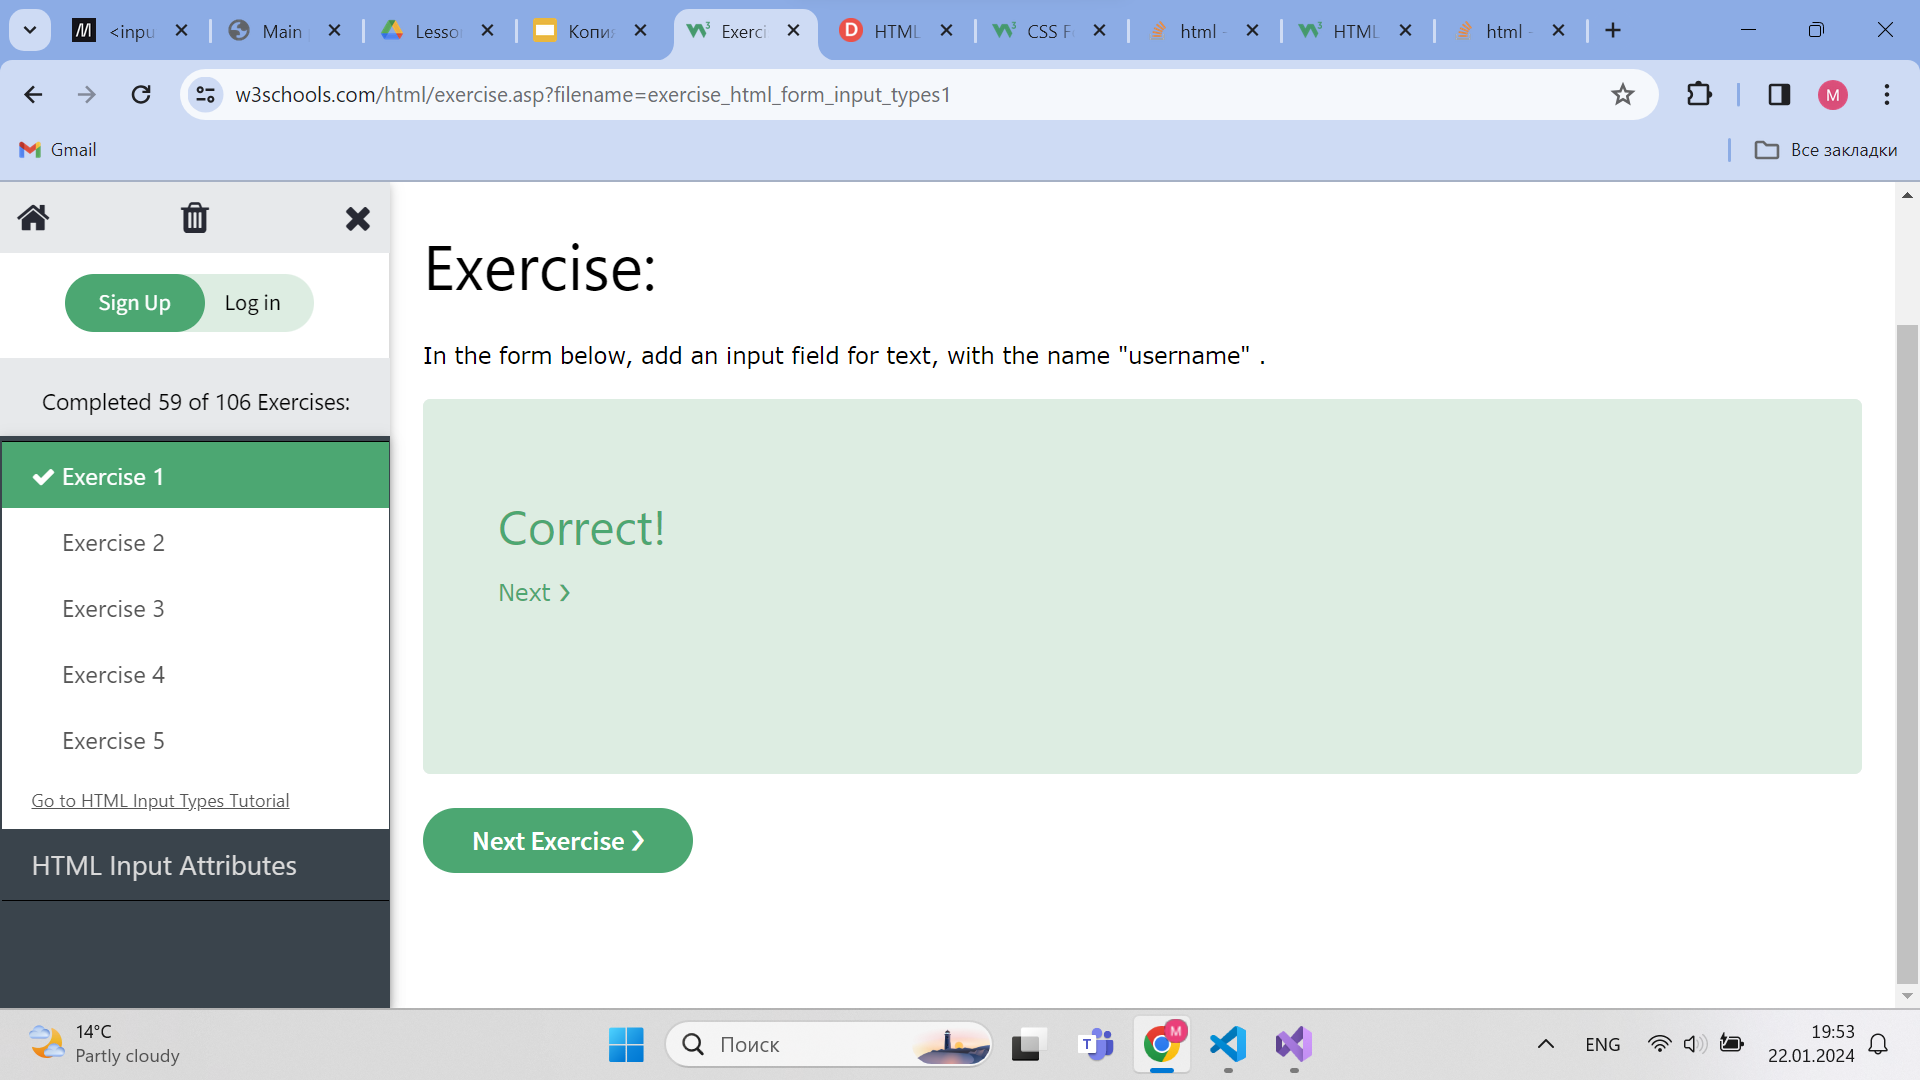 <inpu
Main
Lesso
Копи
Exerci
HTML
CSS F
html -
HTML
html -
w3schools.com/html/exercise.asp?filename=exercise_html_form_input_types1
M
Gmail
Все закладки
Sign Up
Log in
Completed 59 of 106 Exercises:
Exercise 1
Exercise 2
Exercise 3
Exercise 4
Exercise 5
Go to HTML Input Types Tutorial
HTML Input Attributes
Exercise:
In the form below, add an input field for text, with the name "username" .
Correct!
Next ❯
Next Exercise ❯
14°C
Partly cloudy
Поиск
ENG
19:53
22.01.2024